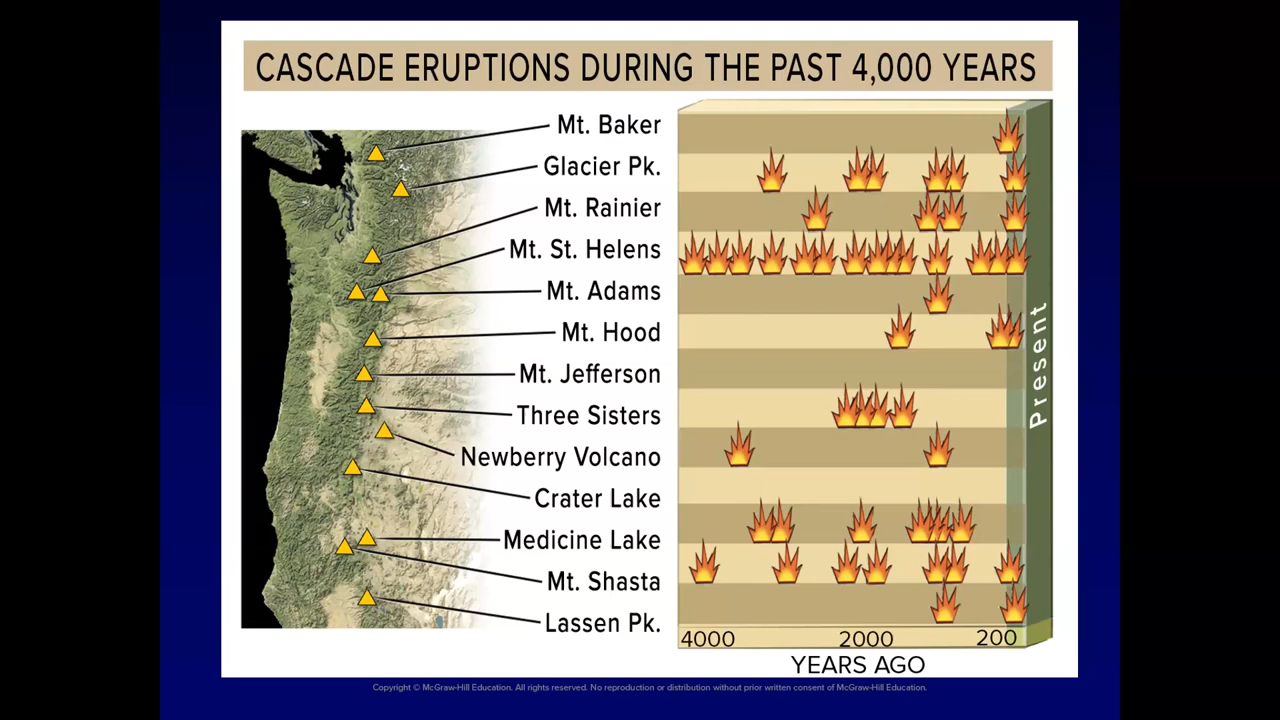 CASCADE ERUPTIONS DURING THE PAST 4,000 YEARS
Mt. Baker
Glacier Pk.
Mt. Rainier
Mt. St. Helens
Mt. Adams
Mt. Hood
Mt. Jefferson
Three Sisters
Newberry Volcano
Crater Lake
Medicine Lake
Mt. Shasta
Lassen Pk.
Present
4000 2000 200
YEARS AGO
Copyright © McGraw-Hill Education. All rights reserved. No reproduction or distribution without prior written consent of McGraw-Hill Education.